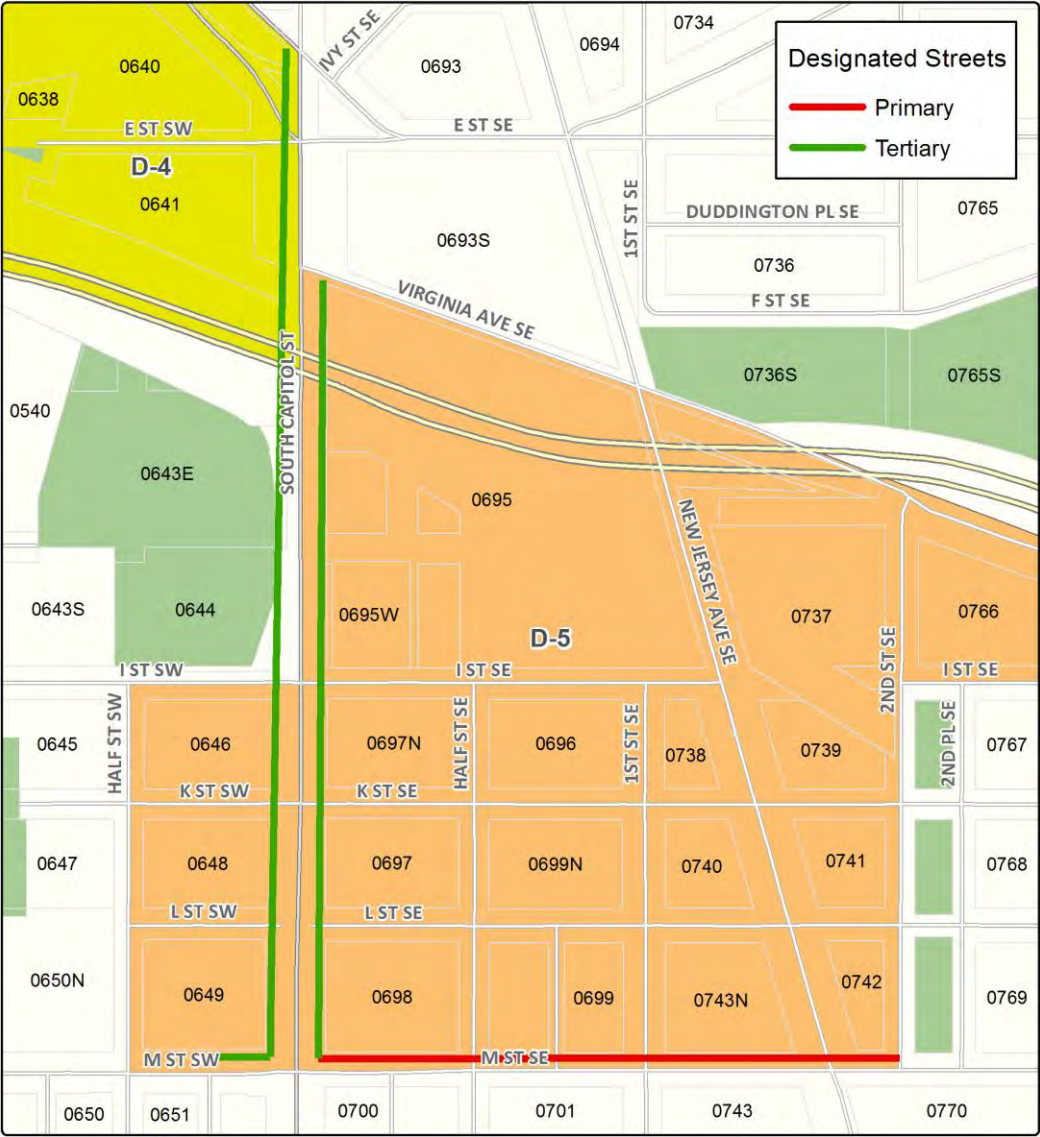 0734
IVY ST SE
0694
Designated Streets
0640
0693
0638
Primary
E ST SW
E ST SE
Tertiary
D-4
0641
1ST ST SE
DUDDINGTON PL SE
0765
0693S
0736
VIRGINIA AVE SE
F ST SE
SOUTH CAPITOL ST
0736S
0765S
0540
0643E
0695
NEW JERSEY AVE SE
0643S
0644
0695W
D-5
0737
0766
2ND ST SE
I ST SW
I ST SE
I ST SE
HALF ST SW
HALF ST SE
1ST ST SE
2ND PL SE
0645
0646
0697N
0696
0738
0739
0767
K ST SW
K ST SE
0647
0648
0697
0699N
0740
0741
0768
L ST SW
L ST SE
0650N
0649
0698
0699
0743N
0742
0769
M ST SW
M ST SE
0650
0651
0700
0701
0743
0770